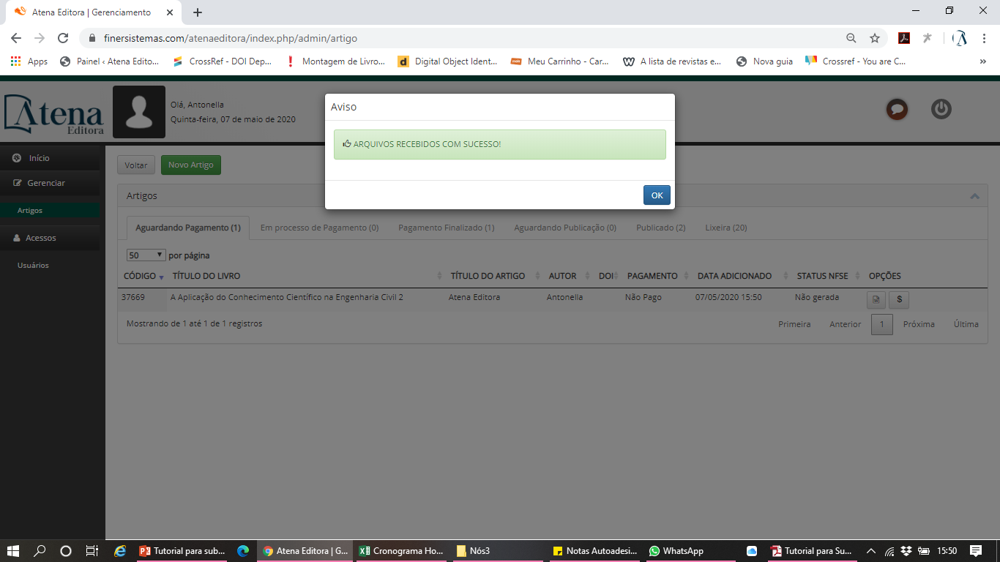 Atena Editora | Gerenciamento
finersistemas.com/atenaeditora/index.php/admin/artigo
Apps Painel ‹ Atena Edito... CrossRef - DOI Dep... Montagem de Livro... Digital Object Ident... Meu Carrinho - Car... A lista de revistas e... Nova guia Crossref - You are C... »
Atena
Editora
Olá, Antonella
Quinta-feira, 07 de maio de 2020
Aviso
ARQUIVOS RECEBIDOS COM SUCESSO!
OK
Início
Gerenciar
Artigos
Acessos
Usuários
Voltar Novo Artigo
Artigos
Aguardando Pagamento (1) Em processo de Pagamento (0) Pagamento Finalizado (1) Aguardando Publicação (0) Publicado (2) Lixeira (20)
50 por página
CÓDIGO TÍTULO DO LIVRO TÍTULO DO ARTIGO AUTOR DOI PAGAMENTO DATA ADICIONADO STATUS NFSE OPÇÕES
37669 A Aplicação do Conhecimento Científico na Engenharia Civil 2 Atena Editora Antonella Não Pago 07/05/2020 15:50 Não gerada $
Mostrando de 1 até 1 de 1 registros
Primeira Anterior 1 Próxima Última
Tutorial para sub... Atena Editora | G... Cronograma Ho... Nós3 Notas Autoadesi... WhatsApp Tutorial para Su... 15:50